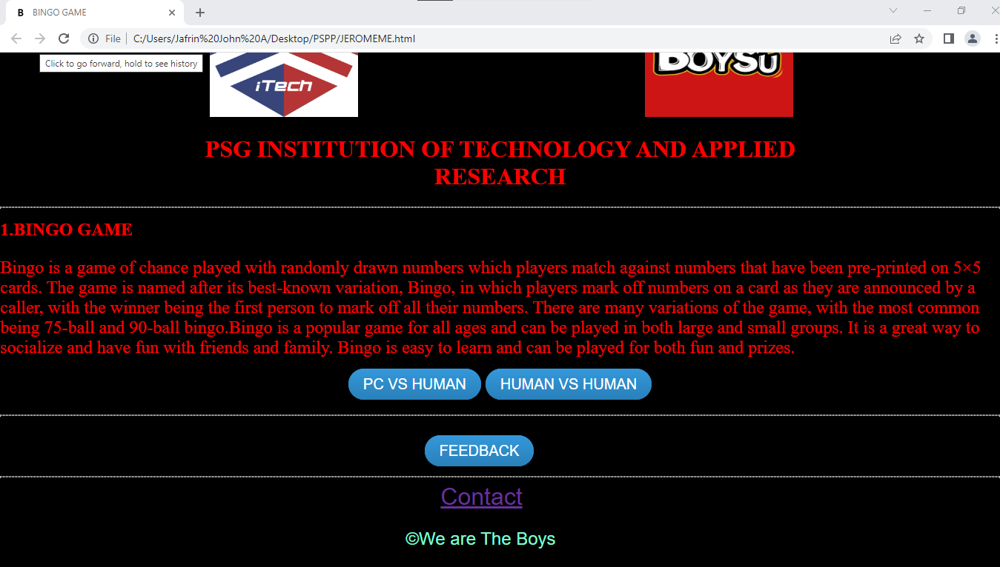 B BINGO GAME
File C:/Users/Jafrin%20John%20A/Desktop/PSPP/JEROMEME.html
Click to go forward, hold to see history
iTech
BOYSU
PSG INSTITUTION OF TECHNOLOGY AND APPLIED
RESEARCH
1.BINGO GAME
Bingo is a game of chance played with randomly drawn numbers which players match against numbers that have been pre-printed on 5×5
cards. The game is named after its best-known variation, Bingo, in which players mark off numbers on a card as they are announced by a
caller, with the winner being the first person to mark off all their numbers. There are many variations of the game, with the most common
being 75-ball and 90-ball bingo.Bingo is a popular game for all ages and can be played in both large and small groups. It is a great way to
socialize and have fun with friends and family. Bingo is easy to learn and can be played for both fun and prizes.
PC VS HUMAN HUMAN VS HUMAN
FEEDBACK
Contact
©We are The Boys